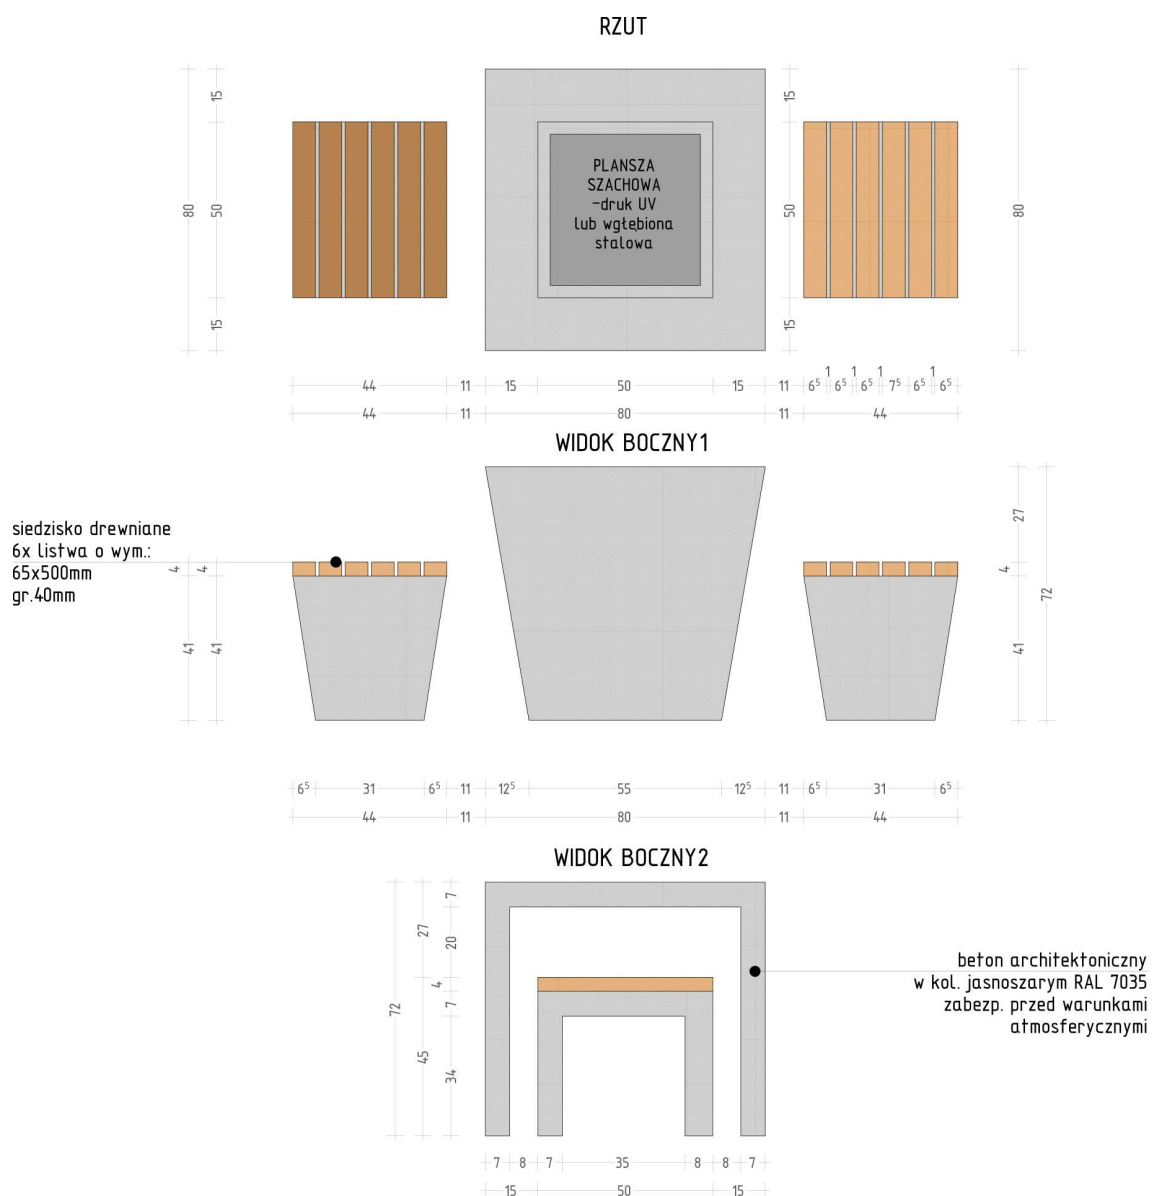 RZUT
15
15
15
PLANSZA
SZACHOWA
-druk UV
lub wgłębiona
stalowa
80
50
50
80
15
15
1 1 1 1
44 11 15 50 15 11 6⁵ 6⁵ 6⁵ 7⁵ 6⁵ 6⁵
44 11 80 11 44
WIDOK BOCZNY1
siedzisko drewniane
6x listwa o wym.:
65x500mm
gr.40mm
27
4 4 4
72
41 41 41
6⁵ 31 6⁵ 11 12⁵ 55 12⁵ 11 6⁵ 31 6⁵
44 11 80 11 44
WIDOK BOCZNY2
7
27 20
4
72 7
45 34
beton architektoniczny
w kol. jasnoszarym RAL 7035
zabezp. przed warunkami
atmosferycznymi
7 8 7 35 8 8 7
15 50 15